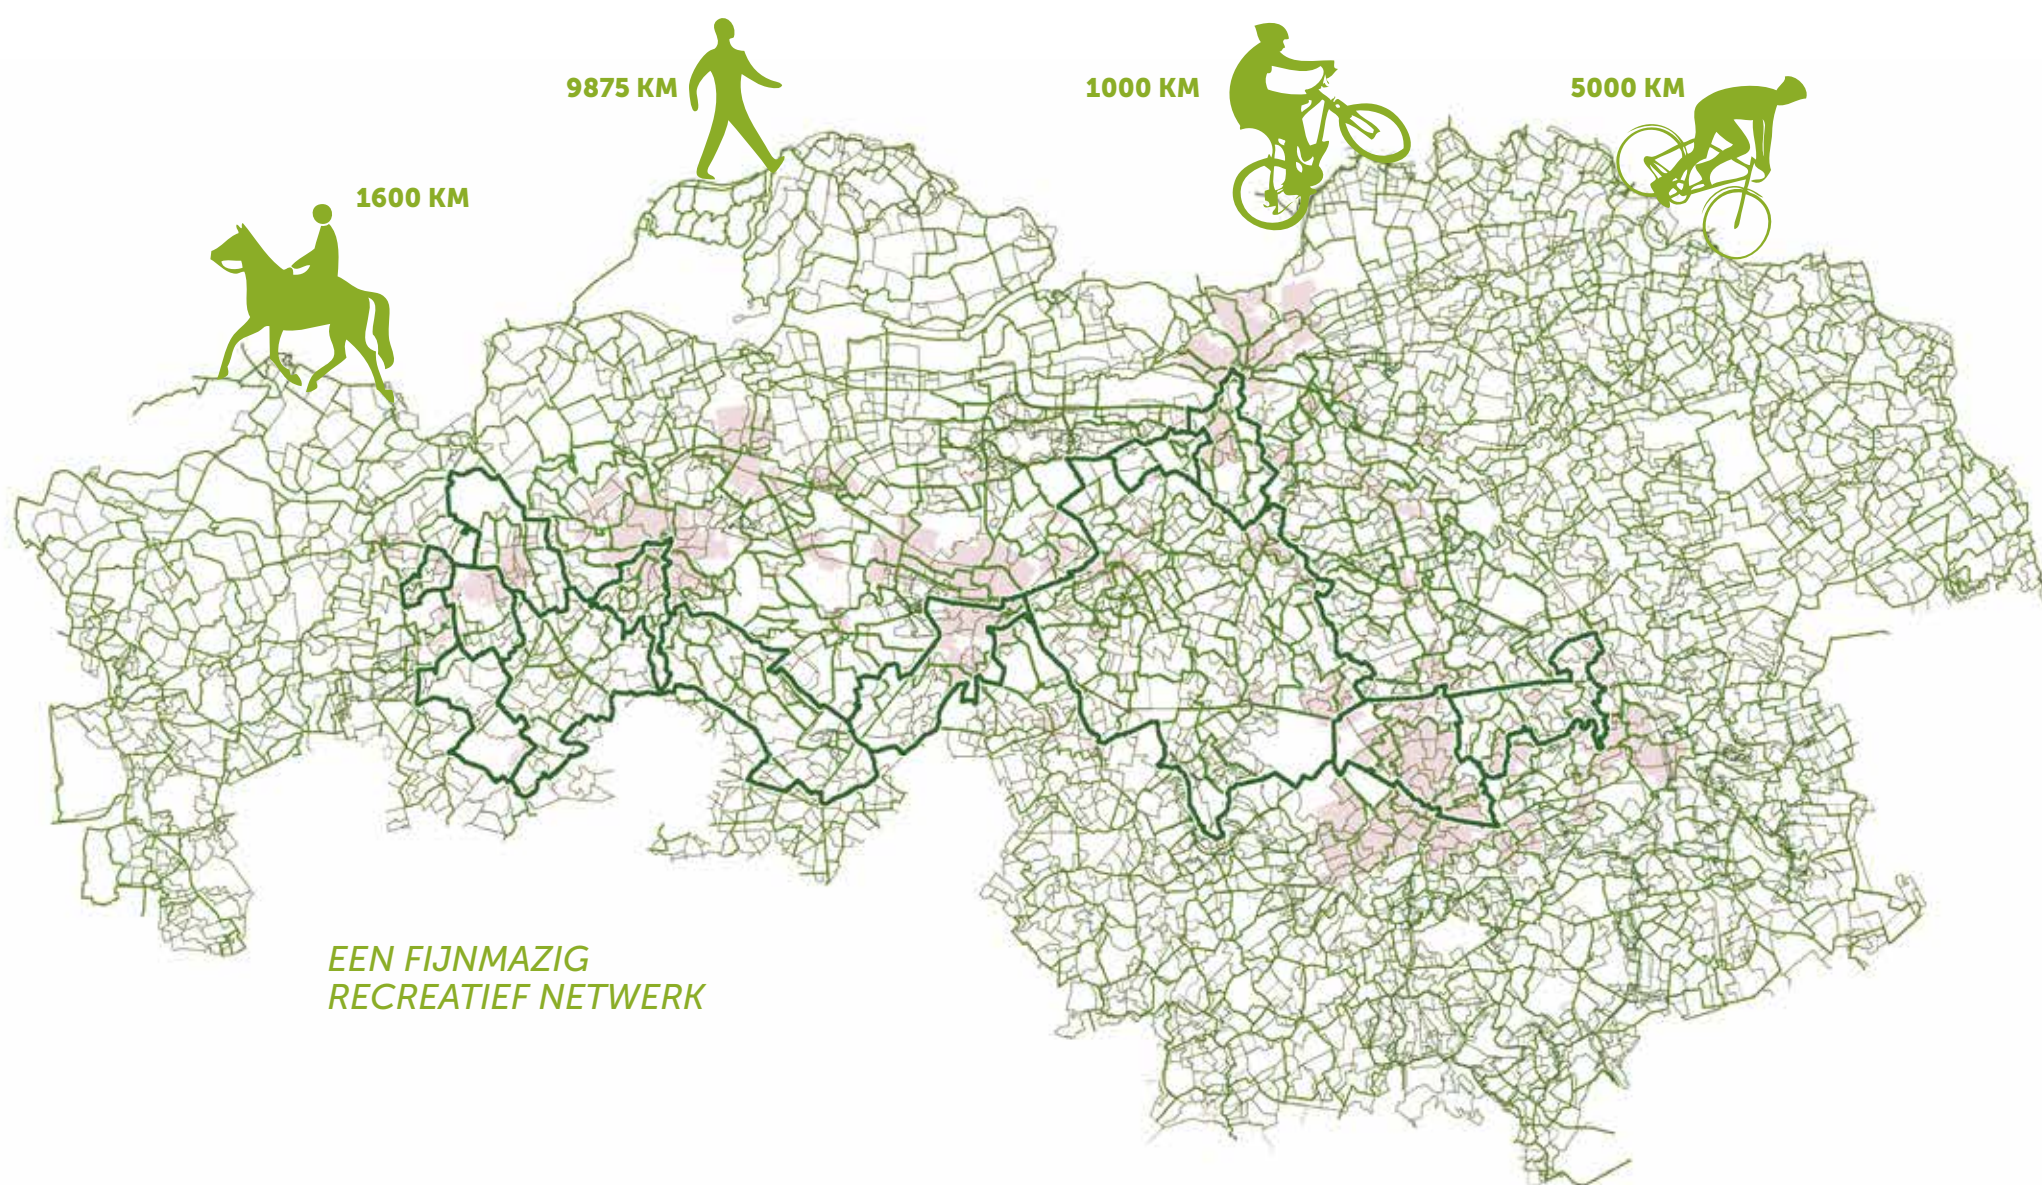 9875 KM
1000 KM
5000 KM
1600 KM
EEN FIJNMAZIG
RECREATIEF NETWERK